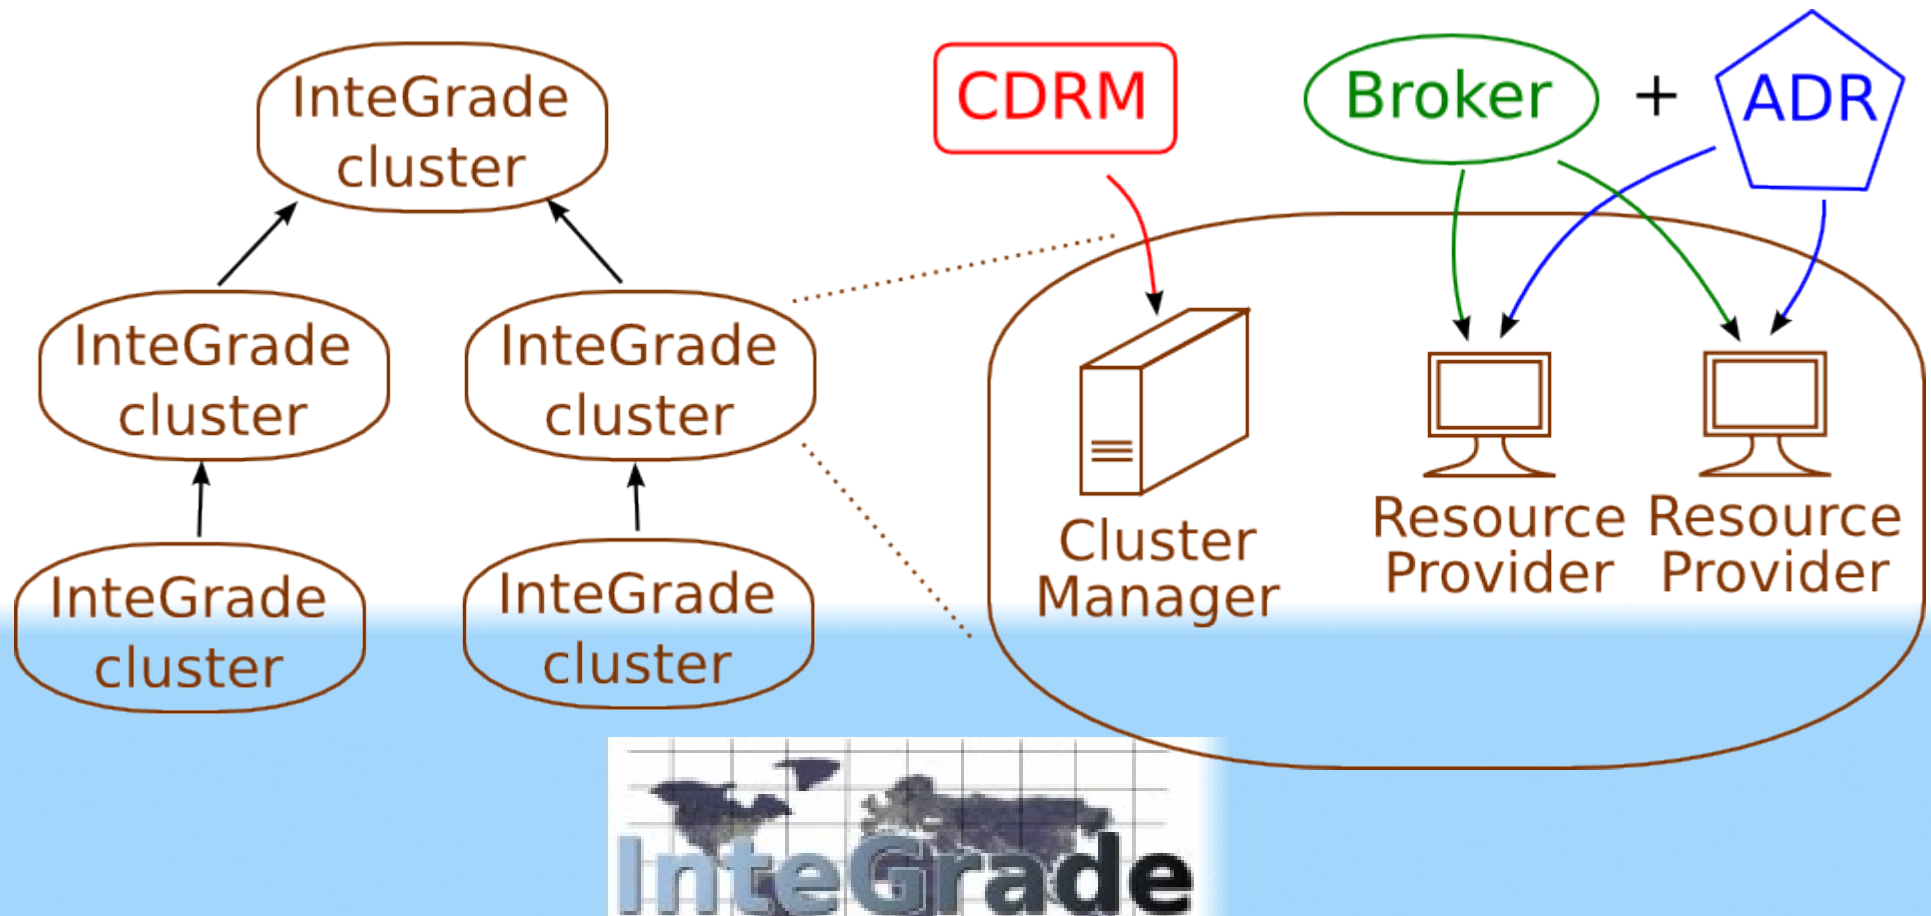 InteGrade
cluster
InteGrade
cluster
InteGrade
cluster
InteGrade
cluster
InteGrade
cluster
CDRM
Broker
+
ADR
Cluster
Manager
Resource
Provider
Resource
Provider
InteGrade